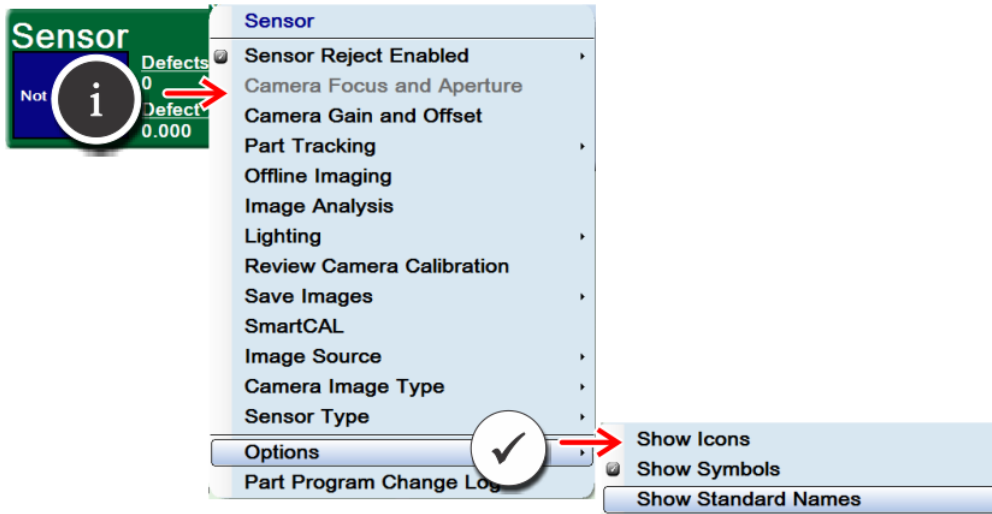 Sensor
Not
Defects
0
Defect
0.000
i
Sensor
Sensor Reject Enabled
Camera Focus and Aperture
Camera Gain and Offset
Part Tracking
Offline Imaging
Image Analysis
Lighting
Review Camera Calibration
Save Images
SmartCAL
Image Source
Camera Image Type
Sensor Type
Options
Part Program Change Log
Show Icons
Show Symbols
Show Standard Names